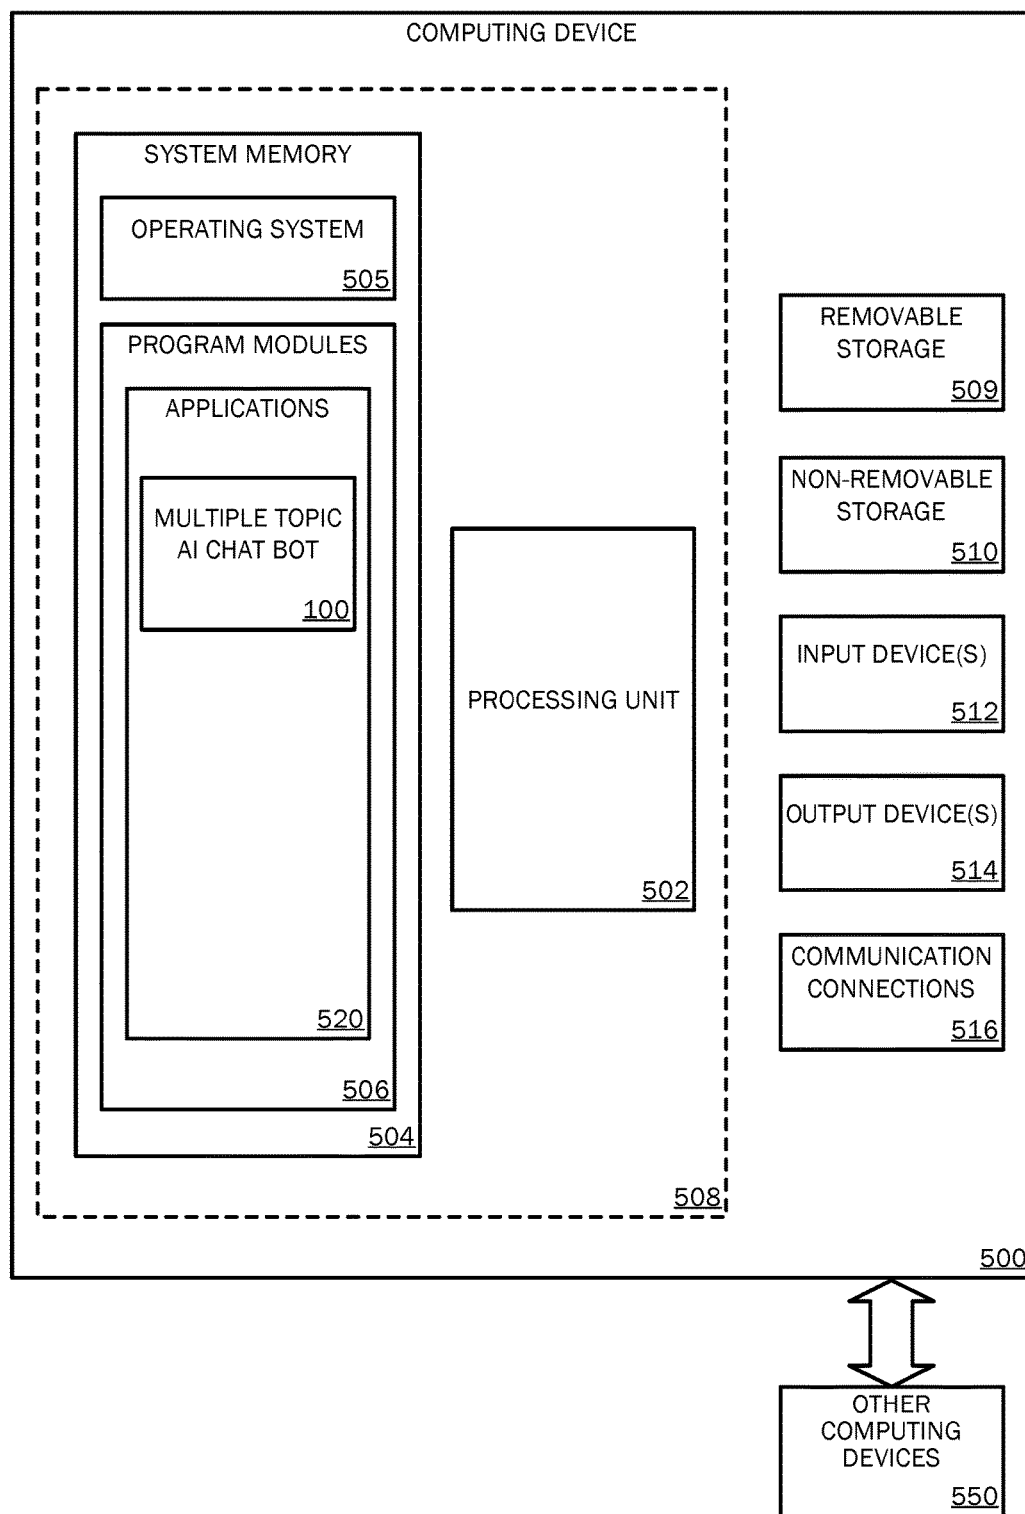 COMPUTING DEVICE
SYSTEM MEMORY
OPERATING SYSTEM
505
PROGRAM MODULES
APPLICATIONS
MULTIPLE TOPIC
AI CHAT BOT
100
520
506
504
PROCESSING UNIT
502
508
REMOVABLE
STORAGE
509
NON-REMOVABLE
STORAGE
510
INPUT DEVICE(S)
512
OUTPUT DEVICE(S)
514
COMMUNICATION
CONNECTIONS
516
500
OTHER
COMPUTING
DEVICES
550